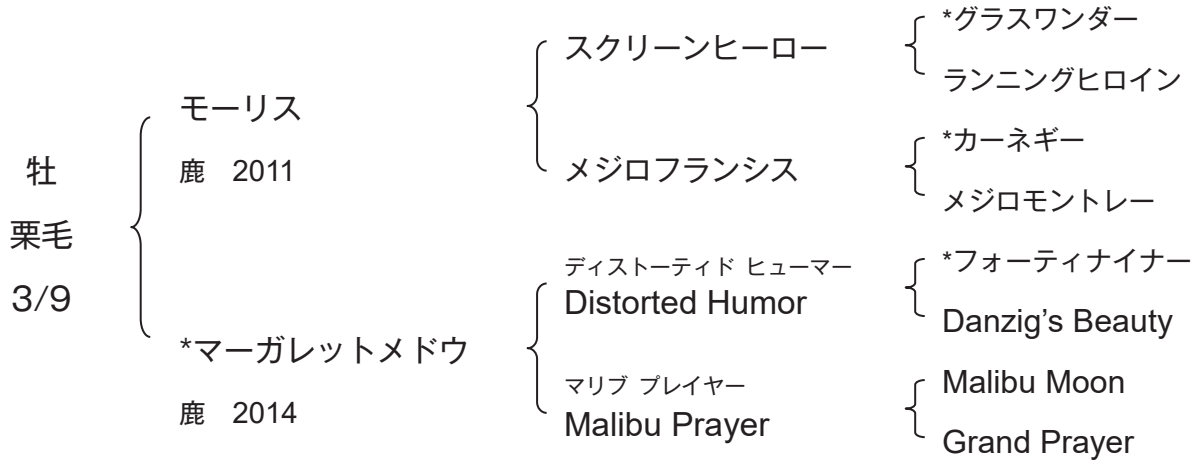 牡
栗毛
3/9
モーリス
鹿 2011
*マーガレットメドウ
鹿 2014
スクリーンヒーロー
メジロフランシス
ディストーティド ヒューマー
Distorted Humor
マリブ プレイヤー
Malibu Prayer
*グラスワンダー
ランニングヒロイン
*カーネギー
メジロモントレー
*フォーティナイナー
Danzig’s Beauty
Malibu Moon
Grand Prayer